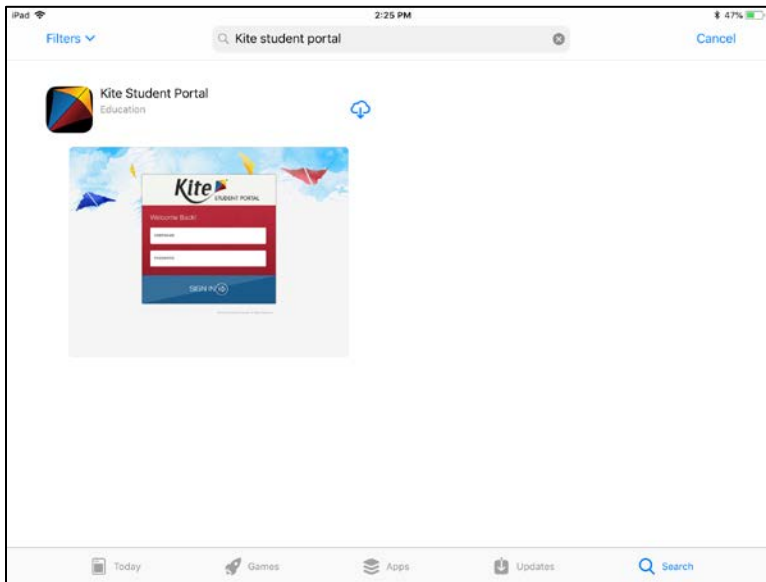 iPad 2:25 PM 47%
Filters Kite student portal Cancel
Kite Student Portal
Education
Kite
STUDENT PORTAL
Welcome Back!
SIGN IN
Today Games Apps Updates Search